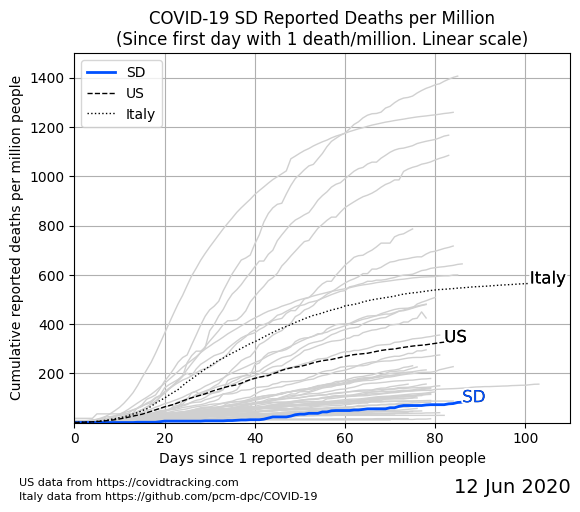 COVID-19 SD Reported Deaths per Million
(Since first day with 1 death/million. Linear scale)
SD
US
Italy
1400
1200
1000
800
600
400
200
Cumulative reported deaths per million people
Italy
US
SD
0 20 40 60 80 100
Days since 1 reported death per million people
US data from https://covidtracking.com
Italy data from https://github.com/pcm-dpc/COVID-19
12 Jun 2020